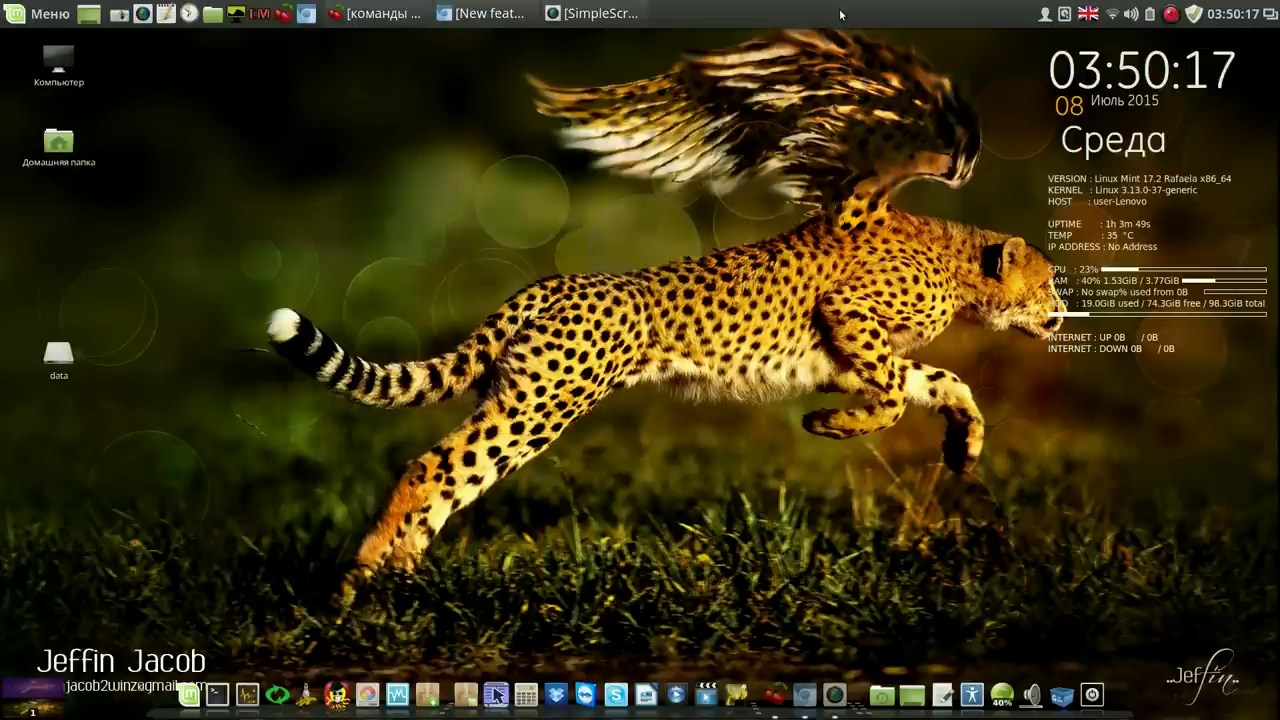 Меню
[команды ...
[New feat...
[SimpleScr...
03:50:17
Компьютер
Домашняя папка
data
03:50:17
08 Июль 2015
Среда
VERSION : Linux Mint 17.2 Rafaela x86_64
KERNEL : Linux 3.13.0-37-generic
HOST : user-Lenovo
UPTIME : 1h 3m 49s
TEMP : 35 °C
IP ADDRESS : No Address
CPU : 23%
RAM : 40% 1.53GiB / 3.77GiB
SWAP : No swap% used from 0B
HDD : 19.0GiB used / 74.3GiB free / 98.3GiB total
INTERNET : UP 0B / 0B
INTERNET : DOWN 0B / 0B
Jeffin Jacob
1
40%
..Jeffin..